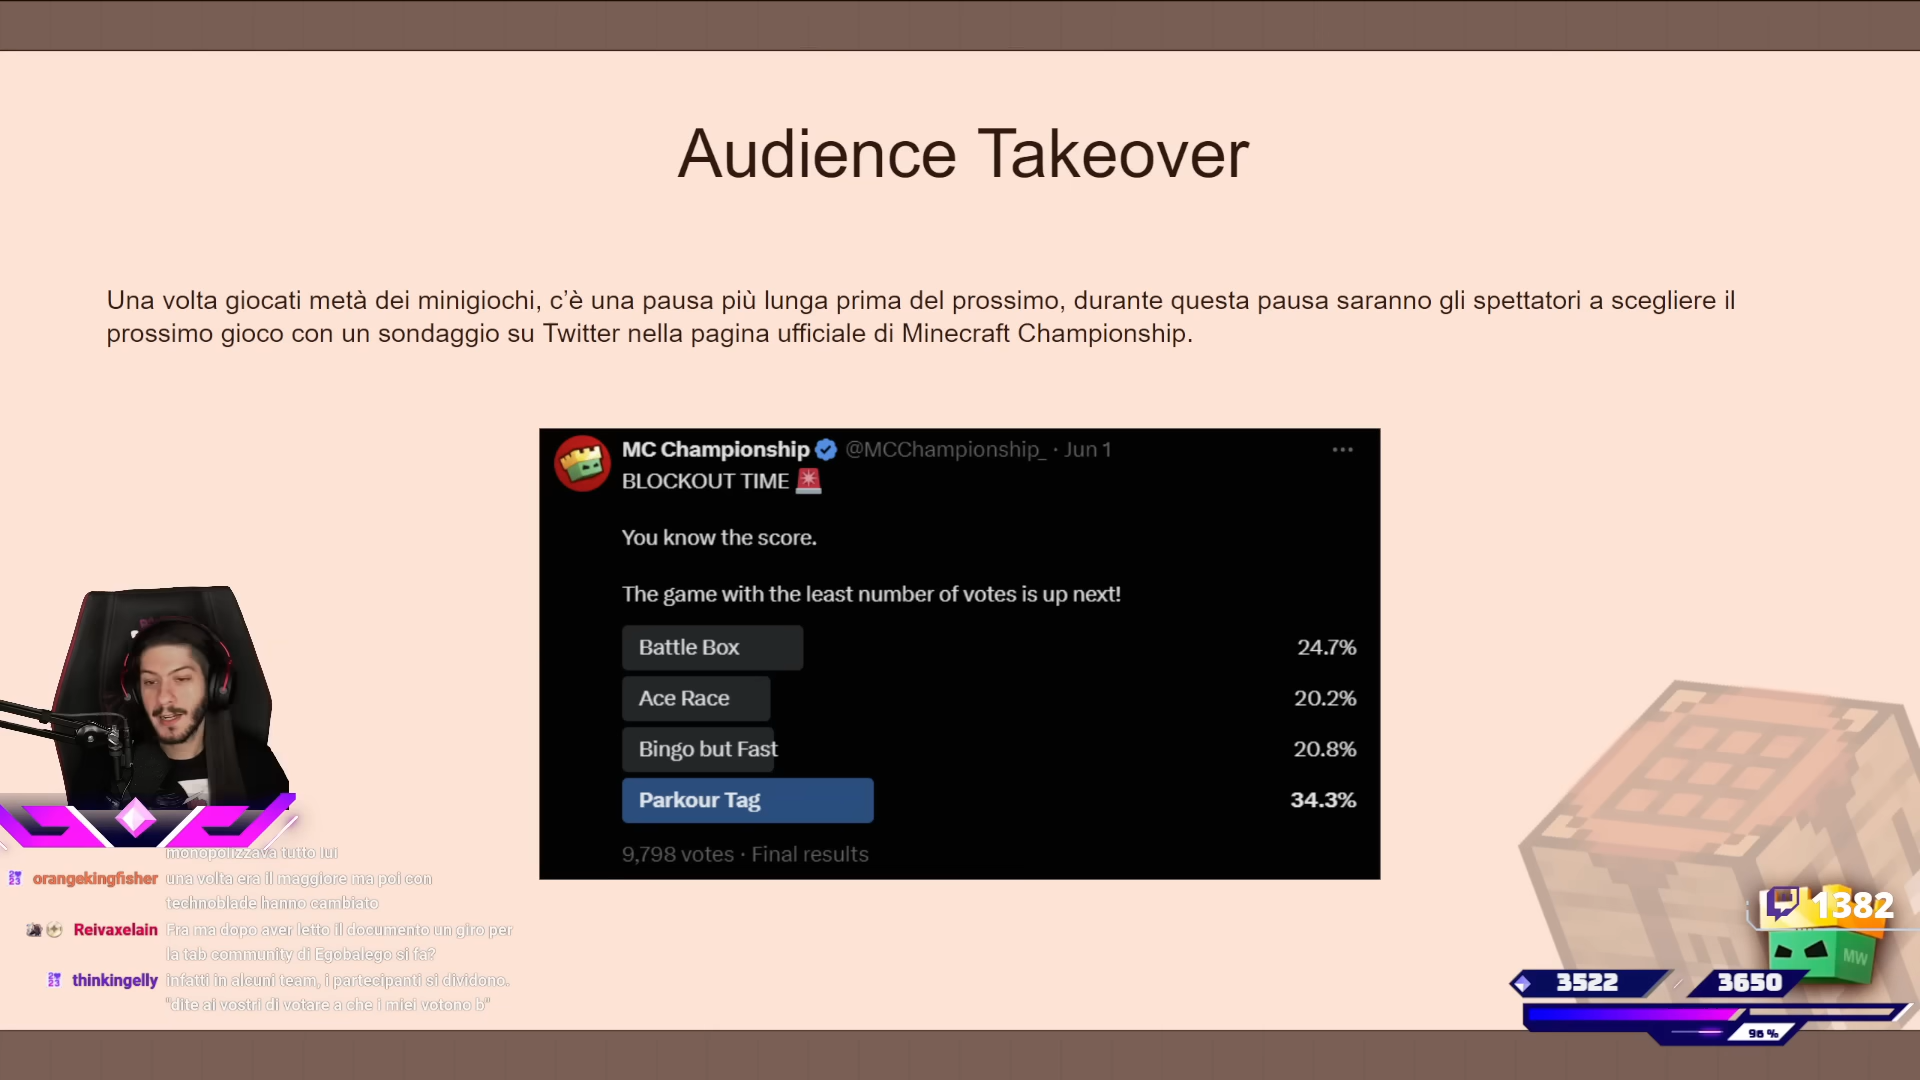 Audience Takeover
Una volta giocati metà dei minigiochi, c’è una pausa più lunga prima del prossimo, durante questa pausa saranno gli spettatori a scegliere il
prossimo gioco con un sondaggio su Twitter nella pagina ufficiale di Minecraft Championship.
MC Championship @MCChampionship_ · Jun 1
BLOCKOUT TIME 🚨
You know the score.
The game with the least number of votes is up next!
Battle Box 24.7%
Ace Race 20.2%
Bingo but Fast 20.8%
Parkour Tag 34.3%
9,798 votes · Final results
monopolizzava tutto lui
orangekingfisher una volta era il maggiore ma poi con
technoblade hanno cambiato
Reivaxelain Fra ma dopo aver letto il documento un giro per
la tab community di Egobalego si fa?
thinkingelly infatti in alcuni team, i partecipanti si dividono.
"dite ai vostri di votare a che i miei votono b"
1382
MW
3522 / 3650
96 %